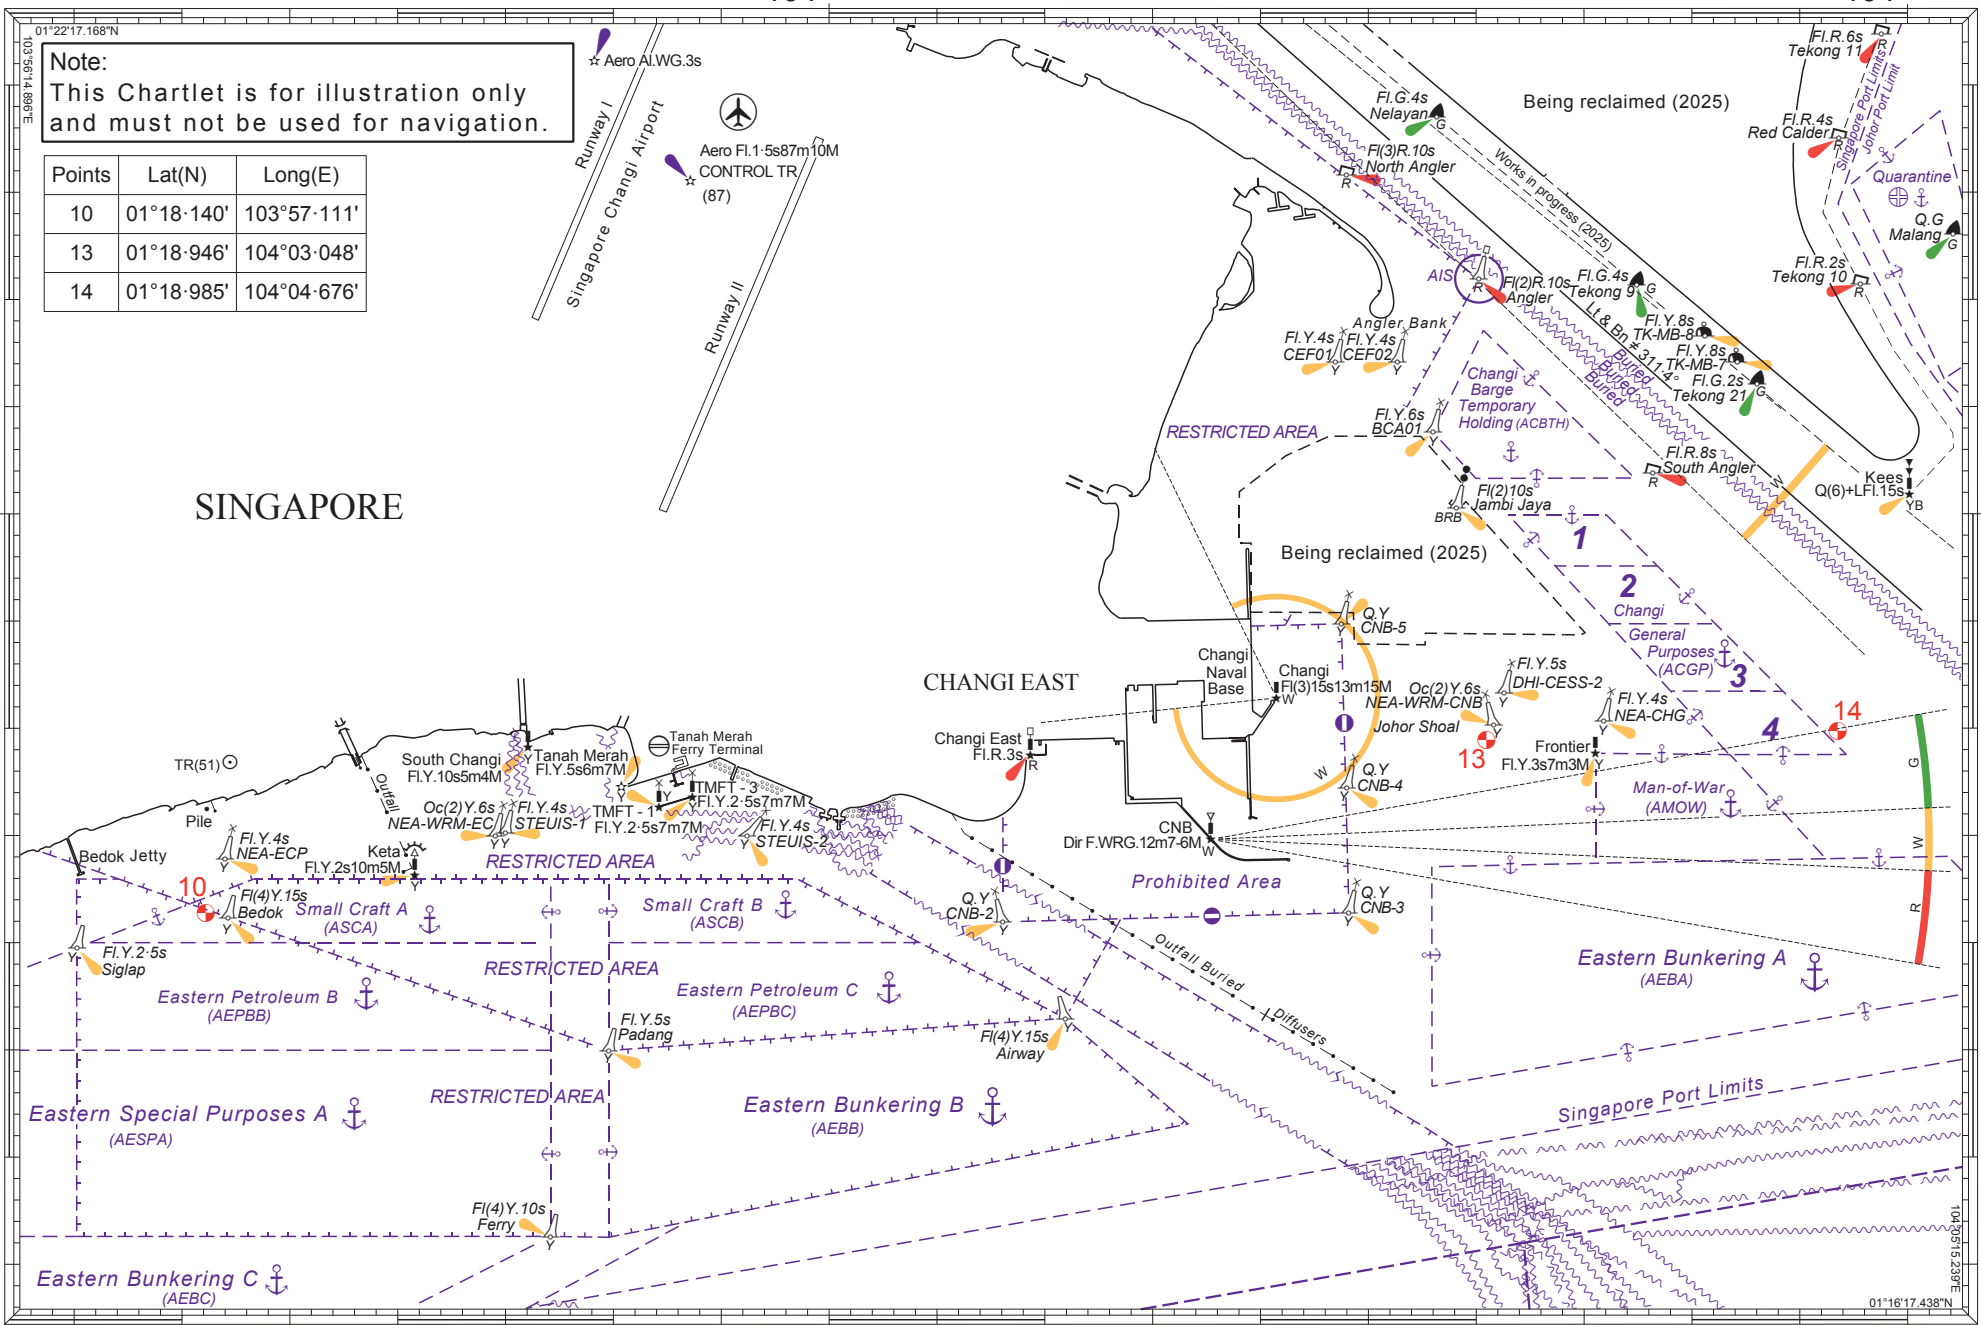 01°22'17.168"N
103°56'14.896"E
Note:
This Chartlet is for illustration only
and must not be used for navigation.
Points Lat(N) Long(E)
10 01°18·140' 103°57·111'
13 01°18·946' 104°03·048'
14 01°18·985' 104°04·676'
Aero Al.WG.3s
Runway I
Singapore Changi Airport
Aero Fl.1·5s87m10M
CONTROL TR
(87)
Runway II
SINGAPORE
Fl.G.4s
Nelayan
G
Being reclaimed (2025)
Fl.R.6s
Tekong 11
R
Singapore Port Limits
Johor Port Limit
Fl.R.4s
Red Calder
R
Quarantine
Q.G
Malang
G
Fl(3)R.10s
North Angler
R
Works in progress (2025)
Fl.R.2s
Tekong 10
R
AIS
R
Fl(2)R.10s
Angler
Fl.G.4s
Tekong 9
G
Lt & Bn ≠ 311·4°
Fl.Y.8s
TK-MB-8
Fl.Y.8s
TK-MB-7
Fl.G.2s
Tekong 21
G
Buried
Buried
Buried
Angler Bank
Fl.Y.4s
CEF01
Y
Fl.Y.4s
CEF02
Y
Changi
Barge
Temporary
Holding (ACBTH)
Fl.Y.6s
BCA01
Y
RESTRICTED AREA
Fl.R.8s
South Angler
R
W
Kees
Q(6)+LFl.15s
YB
Fl(2)10s
Jambi Jaya
BRB
1
Being reclaimed (2025)
2
Changi
General
Purposes
(ACGP)
3
4
Q.Y
CNB-5
Y
Changi
Naval
Base
Changi
Fl(3)15s13m15M
W
CHANGI EAST
Oc(2)Y.6s
NEA-WRM-CNB
Y
Fl.Y.5s
DHI-CESS-2
Y
Fl.Y.4s
NEA-CHG
Y
Johor Shoal
13
14
Frontier
Fl.Y.3s7m3M
Y
Changi East
Fl.R.3s
R
W
Q.Y
CNB-4
Y
Man-of-War
(AMOW)
G
W
R
CNB
Dir F.WRG.12m7-6M
W
TR(51)
Pile
Outfall
South Changi
Fl.Y.10s5m4M
Y
Tanah Merah
Fl.Y.5s6m7M
Y
Tanah Merah
Ferry Terminal
TMFT - 3
Fl.Y.2·5s7m7M
Y
TMFT - 1
Fl.Y.2·5s7m7M
Y
Oc(2)Y.6s
NEA-WRM-EC
Y
Fl.Y.4s
STEUIS-1
Y
Fl.Y.4s
STEUIS-2
Y
Bedok Jetty
Fl.Y.4s
NEA-ECP
Y
Keta
Fl.Y.2s10m5M
Y
RESTRICTED AREA
10
Fl(4)Y.15s
Bedok
Y
Small Craft A
(ASCA)
Small Craft B
(ASCB)
Prohibited Area
Q.Y
CNB-2
Y
Q.Y
CNB-3
Y
Fl.Y.2·5s
Siglap
Y
RESTRICTED AREA
Eastern Petroleum B
(AEPBB)
Eastern Petroleum C
(AEPBC)
Outfall Buried
Diffusers
Eastern Bunkering A
(AEBA)
Fl.Y.5s
Padang
Y
Fl(4)Y.15s
Airway
Y
RESTRICTED AREA
Eastern Special Purposes A
(AESPA)
Eastern Bunkering B
(AEBB)
Singapore Port Limits
Fl(4)Y.10s
Ferry
Y
Eastern Bunkering C
(AEBC)
104°05'15.239"E
01°16'17.438"N